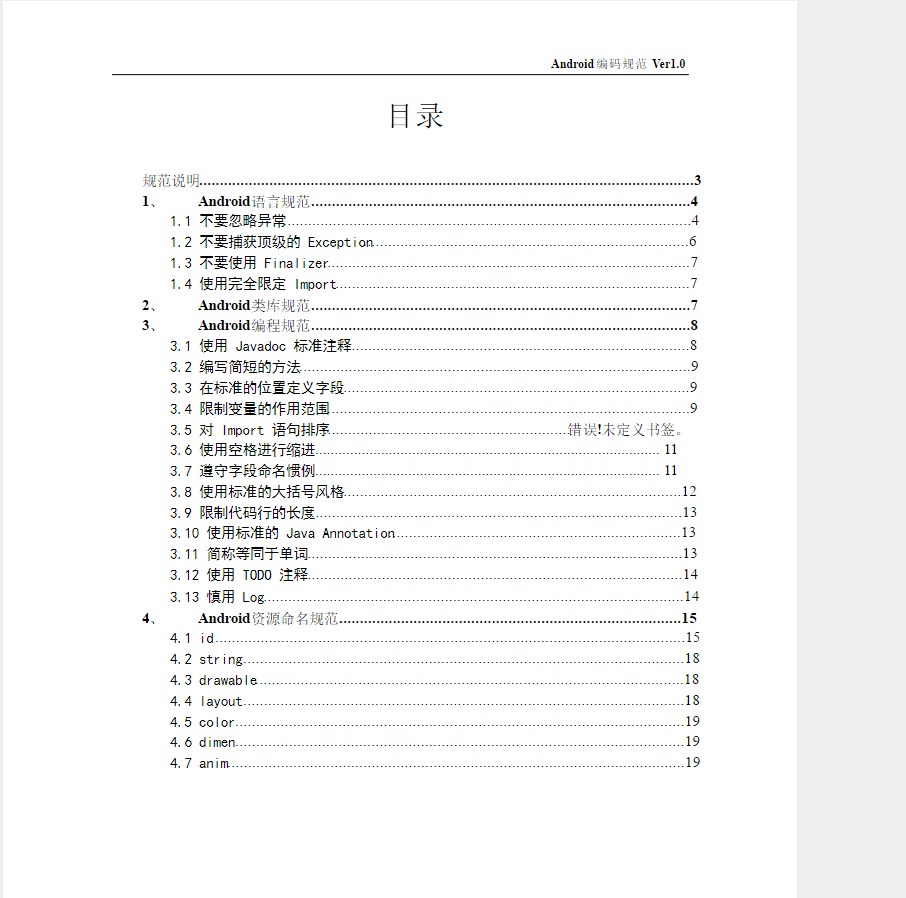 Android编码规范 Ver1.0
目录
规范说明........................3
1、 Android语言规范........................4
1.1 不要忽略异常........................4
1.2 不要捕获顶级的 Exception........................6
1.3 不要使用 Finalizer........................7
1.4 使用完全限定 Import........................7
2、 Android类库规范........................7
3、 Android编程规范........................8
3.1 使用 Javadoc 标准注释........................8
3.2 编写简短的方法........................9
3.3 在标准的位置定义字段........................9
3.4 限制变量的作用范围........................9
3.5 对 Import 语句排序........................错误!未定义书签。
3.6 使用空格进行缩进........................ 11
3.7 遵守字段命名惯例........................ 11
3.8 使用标准的大括号风格........................12
3.9 限制代码行的长度........................13
3.10 使用标准的 Java Annotation........................13
3.11 简称等同于单词........................13
3.12 使用 TODO 注释........................14
3.13 慎用 Log........................14
4、 Android资源命名规范........................15
4.1 id........................15
4.2 string........................18
4.3 drawable........................18
4.4 layout........................18
4.5 color........................19
4.6 dimen........................19
4.7 anim........................19